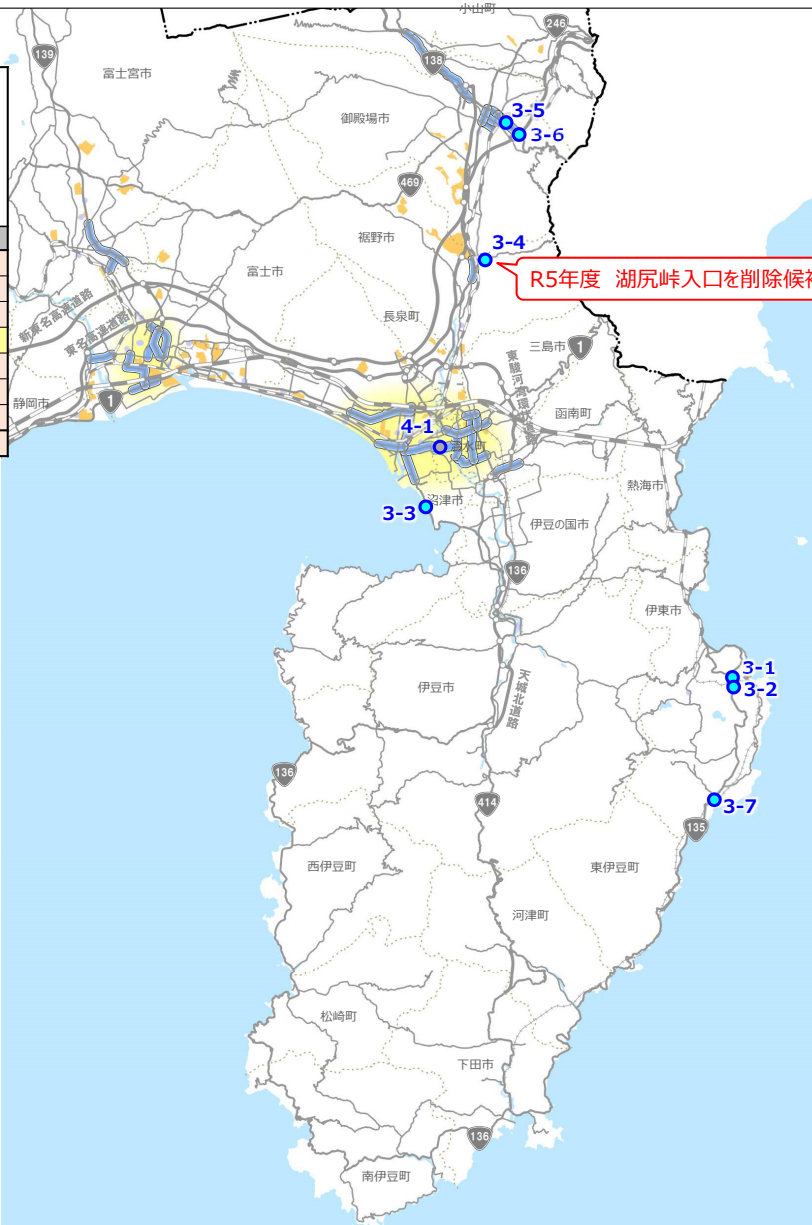 小山町
246
139
138
富士宮市
御殿場市
3-5
3-6
469
裾野市
3-4
富士市
R5年度 湖尻峠入口を削除候補
長泉町
新東名高速道路
東名高速道路
三島市
1
東駿河湾環状道路
静岡市
1
函南町
4-1
清水町
熱海市
沼津市
3-3
伊豆の国市
136
伊東市
3-1
3-2
伊豆市
天城北道路
136
414
3-7
135
西伊豆町
東伊豆町
河津町
松崎町
下田市
136
南伊豆町